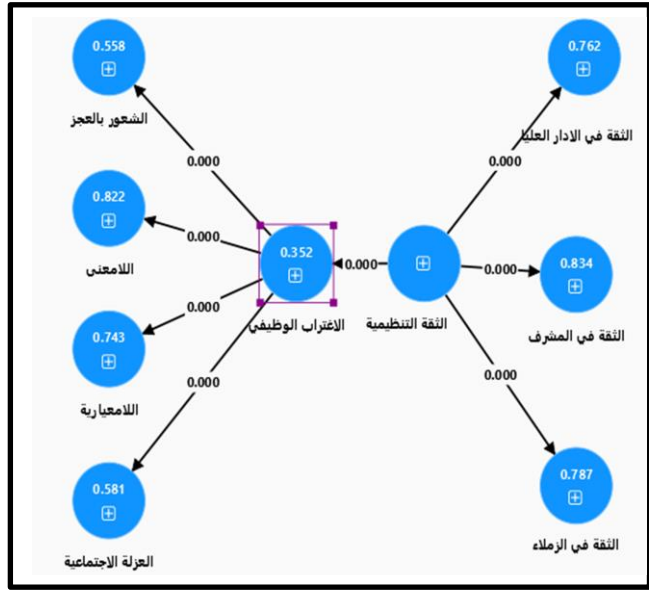 0.558
0.762
الشعور بالعجز
الثقة في الادار العليا
0.000
0.000
0.822
0.000
اللامعنى
0.352
0.000
0.000
0.834
الاغتراب الوظيفي
الثقة التنظيمية
الثقة في المشرف
0.000
0.743
0.000
0.000
اللامعيارية
0.787
0.581
الثقة في الزملاء
العزلة الاجتماعية